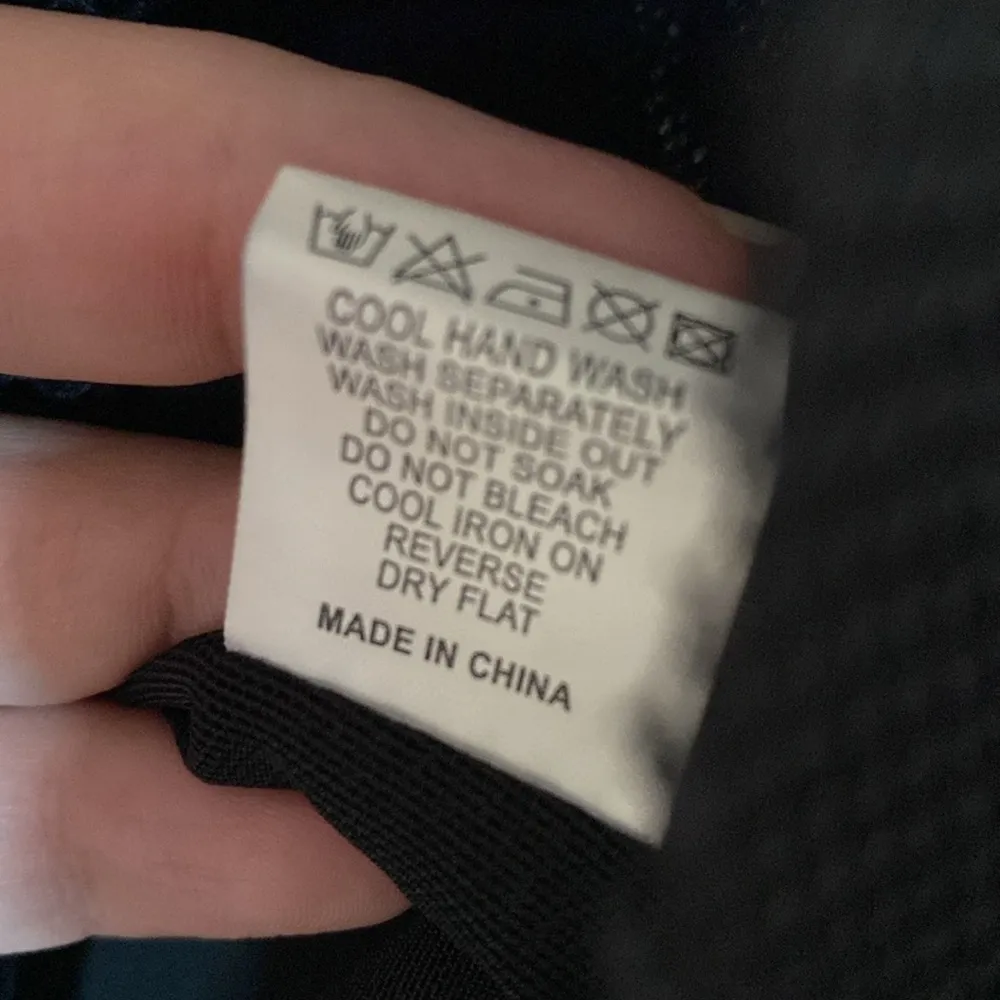 COOL HAND WASH
WASH SEPARATELY
WASH INSIDE OUT
DO NOT SOAK
DO NOT BLEACH
COOL IRON ON
REVERSE
DRY FLAT
MADE IN CHINA